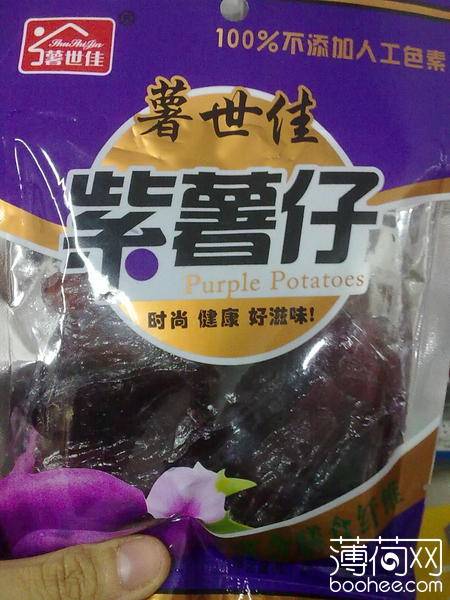 ShuShiJia
薯世佳
®
100%不添加人工色素
薯世佳
紫薯仔
Purple Potatoes
时尚 健康 好滋味!
薄荷网
boohee.com